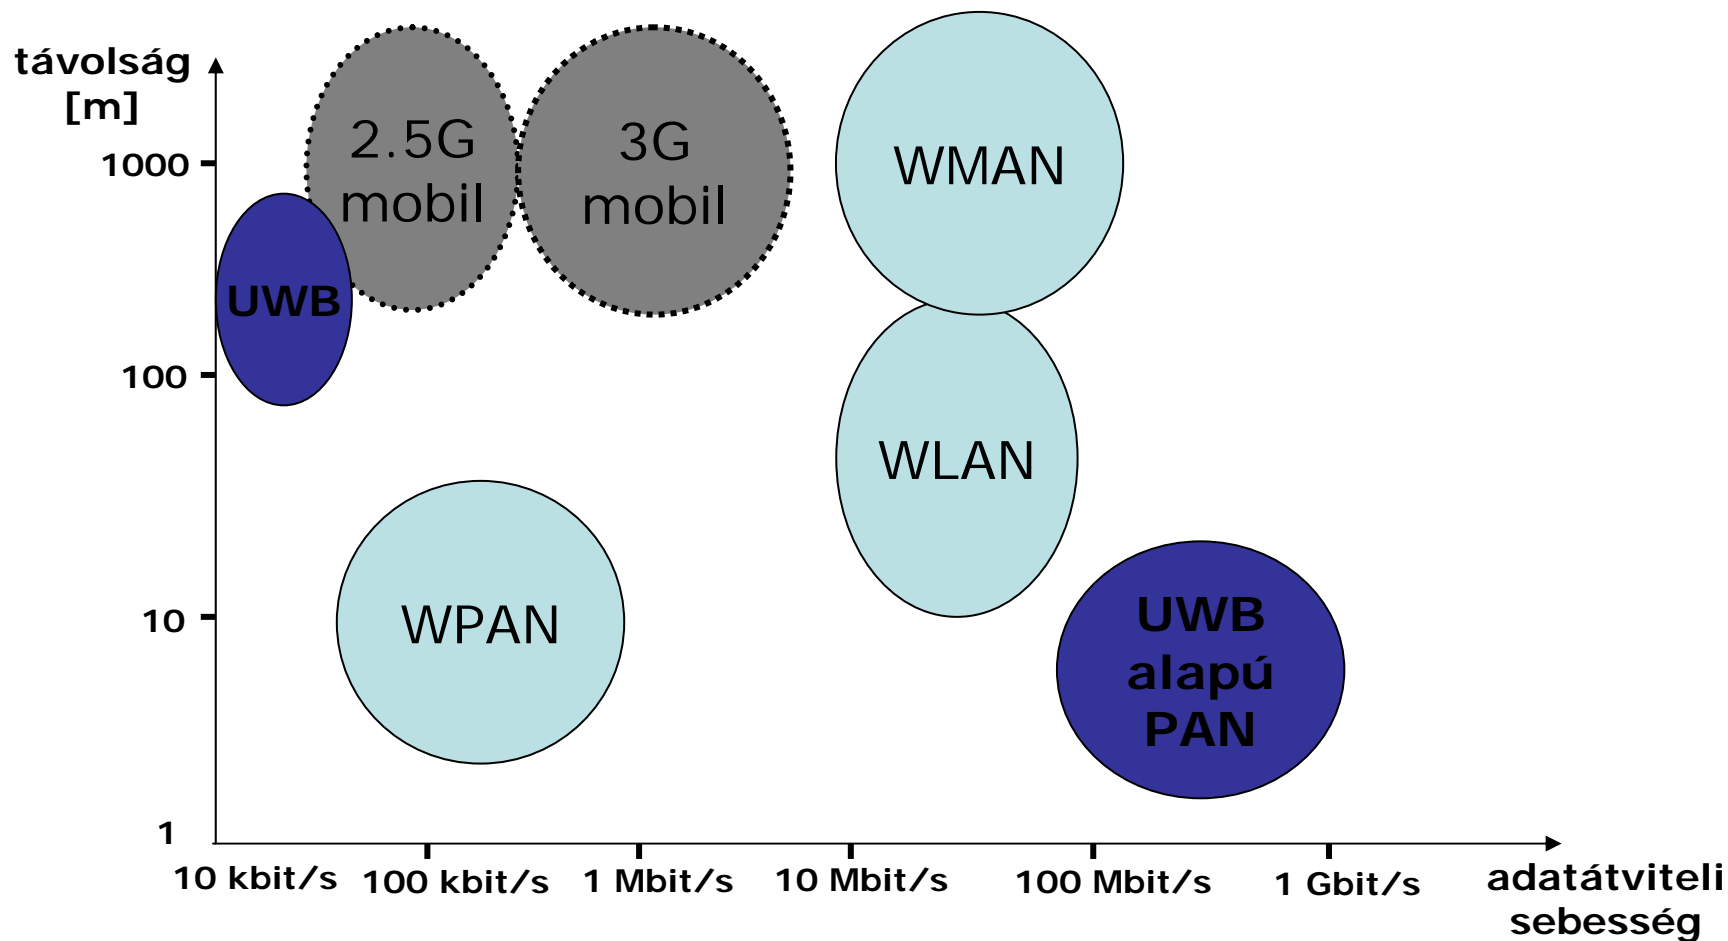 távolság
[m]
1000
100
10
1
2.5G
mobil
3G
mobil
WMAN
UWB
WLAN
WPAN
UWB
alapú
PAN
10 kbit/s
100 kbit/s
1 Mbit/s
10 Mbit/s
100 Mbit/s
1 Gbit/s
adatátviteli
sebesség